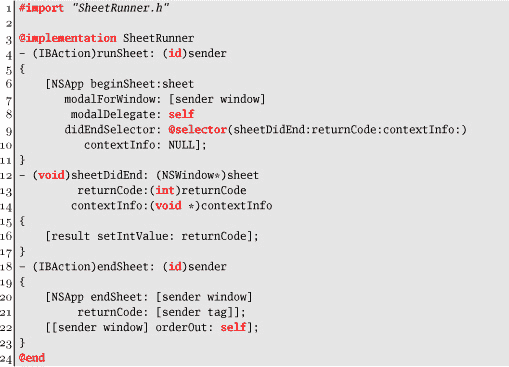 1 #import "SheetRunner.h"
2
3 @implementation SheetRunner
4 - (IBAction)runSheet: (id)sender
5 {
6     [NSApp beginSheet:sheet
7        modalForWindow: [sender window]
8         modalDelegate: self
9        didEndSelector: @selector(sheetDidEnd:returnCode:contextInfo:)
10          contextInfo: NULL];
11 }
12 - (void)sheetDidEnd: (NSWindow*)sheet
13          returnCode:(int)returnCode
14         contextInfo:(void *)contextInfo
15 {
16     [result setIntValue: returnCode];
17 }
18 - (IBAction)endSheet: (id)sender
19 {
20     [NSApp endSheet: [sender window]
21          returnCode: [sender tag]];
22     [[sender window] orderOut: self];
23 }
24 @end